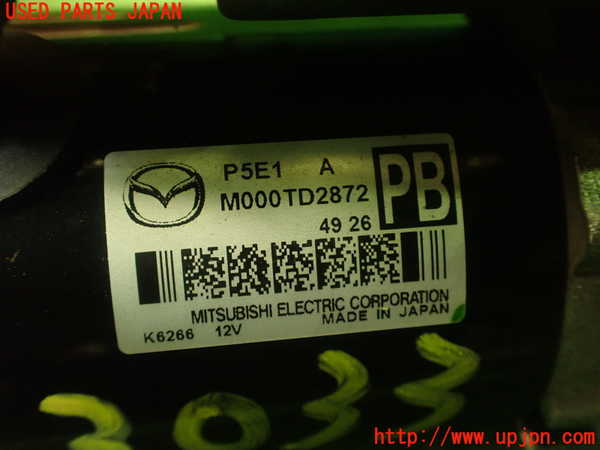 USED PARTS JAPAN
P5E1 A
M000TD2872
PB
49 26
MITSUBISHI ELECTRIC CORPORATION
MADE IN JAPAN
K6266 12V
3033
http://www.upjpn.com/